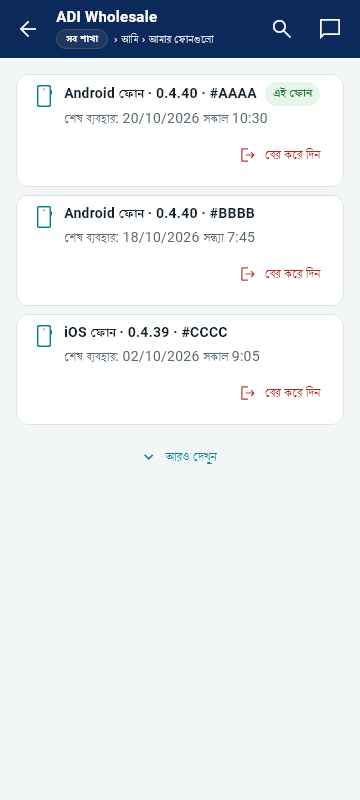 ADI Wholesale
সব শাখা › আমি › আমার ফোনগুলো
Android ফোন · 0.4.40 · #AAAA এই ফোন
শেষ ব্যবহার: 20/10/2026 সকাল 10:30
বের করে দিন
Android ফোন · 0.4.40 · #BBBB
শেষ ব্যবহার: 18/10/2026 সন্ধ্যা 7:45
বের করে দিন
iOS ফোন · 0.4.39 · #CCCC
শেষ ব্যবহার: 02/10/2026 সকাল 9:05
বের করে দিন
আরও দেখুন